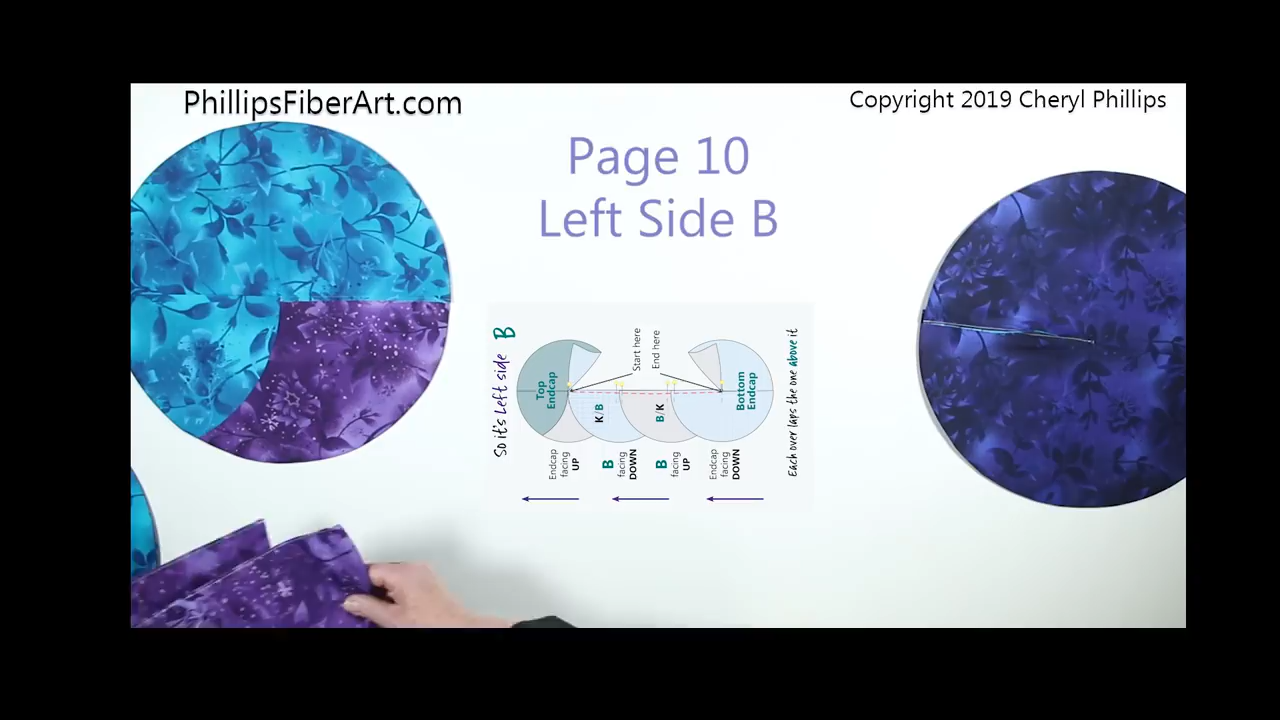 PhillipsFiberArt.com
Copyright 2019 Cheryl Phillips
Page 10
Left Side B
So it's Left side B
Top
Endcap
K/B
B/K
Bottom
Endcap
Start here
End here
Endcap
facing
UP
B
facing
DOWN
B
facing
UP
Endcap
facing
DOWN
Each over laps the one above it